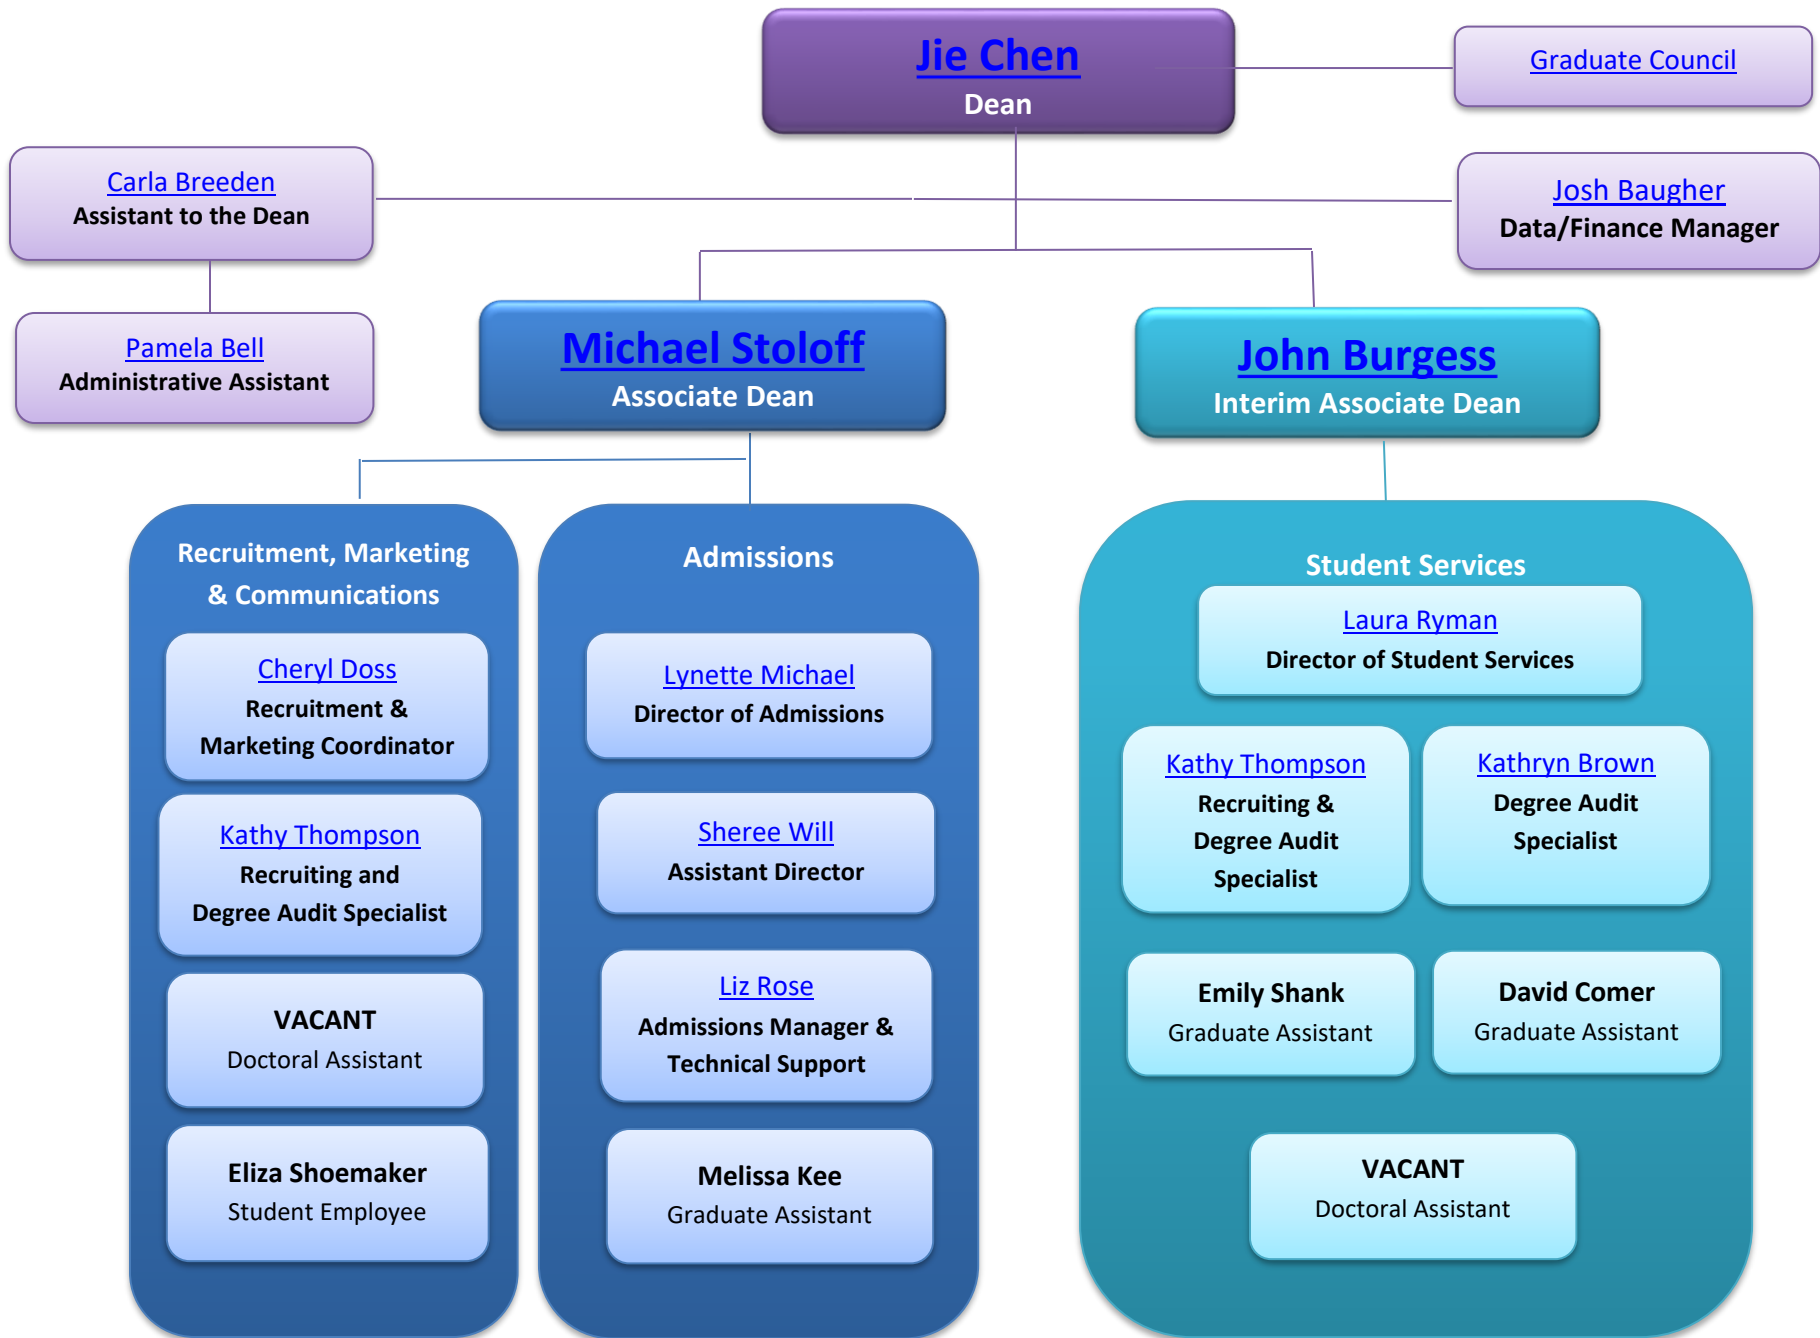 Jie Chen
Dean
Graduate Council
Carla Breeden
Assistant to the Dean
Josh Baugher
Data/Finance Manager
Pamela Bell
Administrative Assistant
Michael Stoloff
Associate Dean
John Burgess
Interim Associate Dean
Recruitment, Marketing
& Communications
Cheryl Doss
Recruitment &
Marketing Coordinator
Kathy Thompson
Recruiting and
Degree Audit Specialist
VACANT
Doctoral Assistant
Eliza Shoemaker
Student Employee
Admissions
Lynette Michael
Director of Admissions
Sheree Will
Assistant Director
Liz Rose
Admissions Manager &
Technical Support
Melissa Kee
Graduate Assistant
Student Services
Laura Ryman
Director of Student Services
Kathy Thompson
Recruiting &
Degree Audit
Specialist
Kathryn Brown
Degree Audit
Specialist
Emily Shank
Graduate Assistant
David Comer
Graduate Assistant
VACANT
Doctoral Assistant